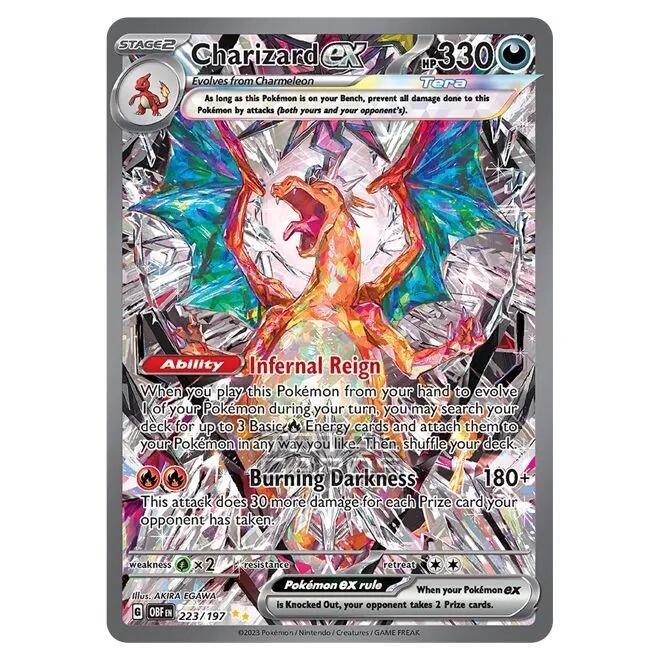 STAGE2 Charizard ex HP330
Evolves from Charmeleon Tera
As long as this Pokémon is on your Bench, prevent all damage done to this
Pokémon by attacks (both yours and your opponent's).
Ability Infernal Reign
When you play this Pokémon from your hand to evolve
1 of your Pokémon during your turn, you may search your
deck for up to 3 Basic Energy cards and attach them to
your Pokémon in any way you like. Then, shuffle your deck.
Burning Darkness 180+
This attack does 30 more damage for each Prize card your
opponent has taken.
weakness ×2 resistance retreat
Pokémon ex rule When your Pokémon ex
is Knocked Out, your opponent takes 2 Prize cards.
Illus. AKIRA EGAWA
G OBF EN 223/197
©2023 Pokémon / Nintendo / Creatures / GAME FREAK